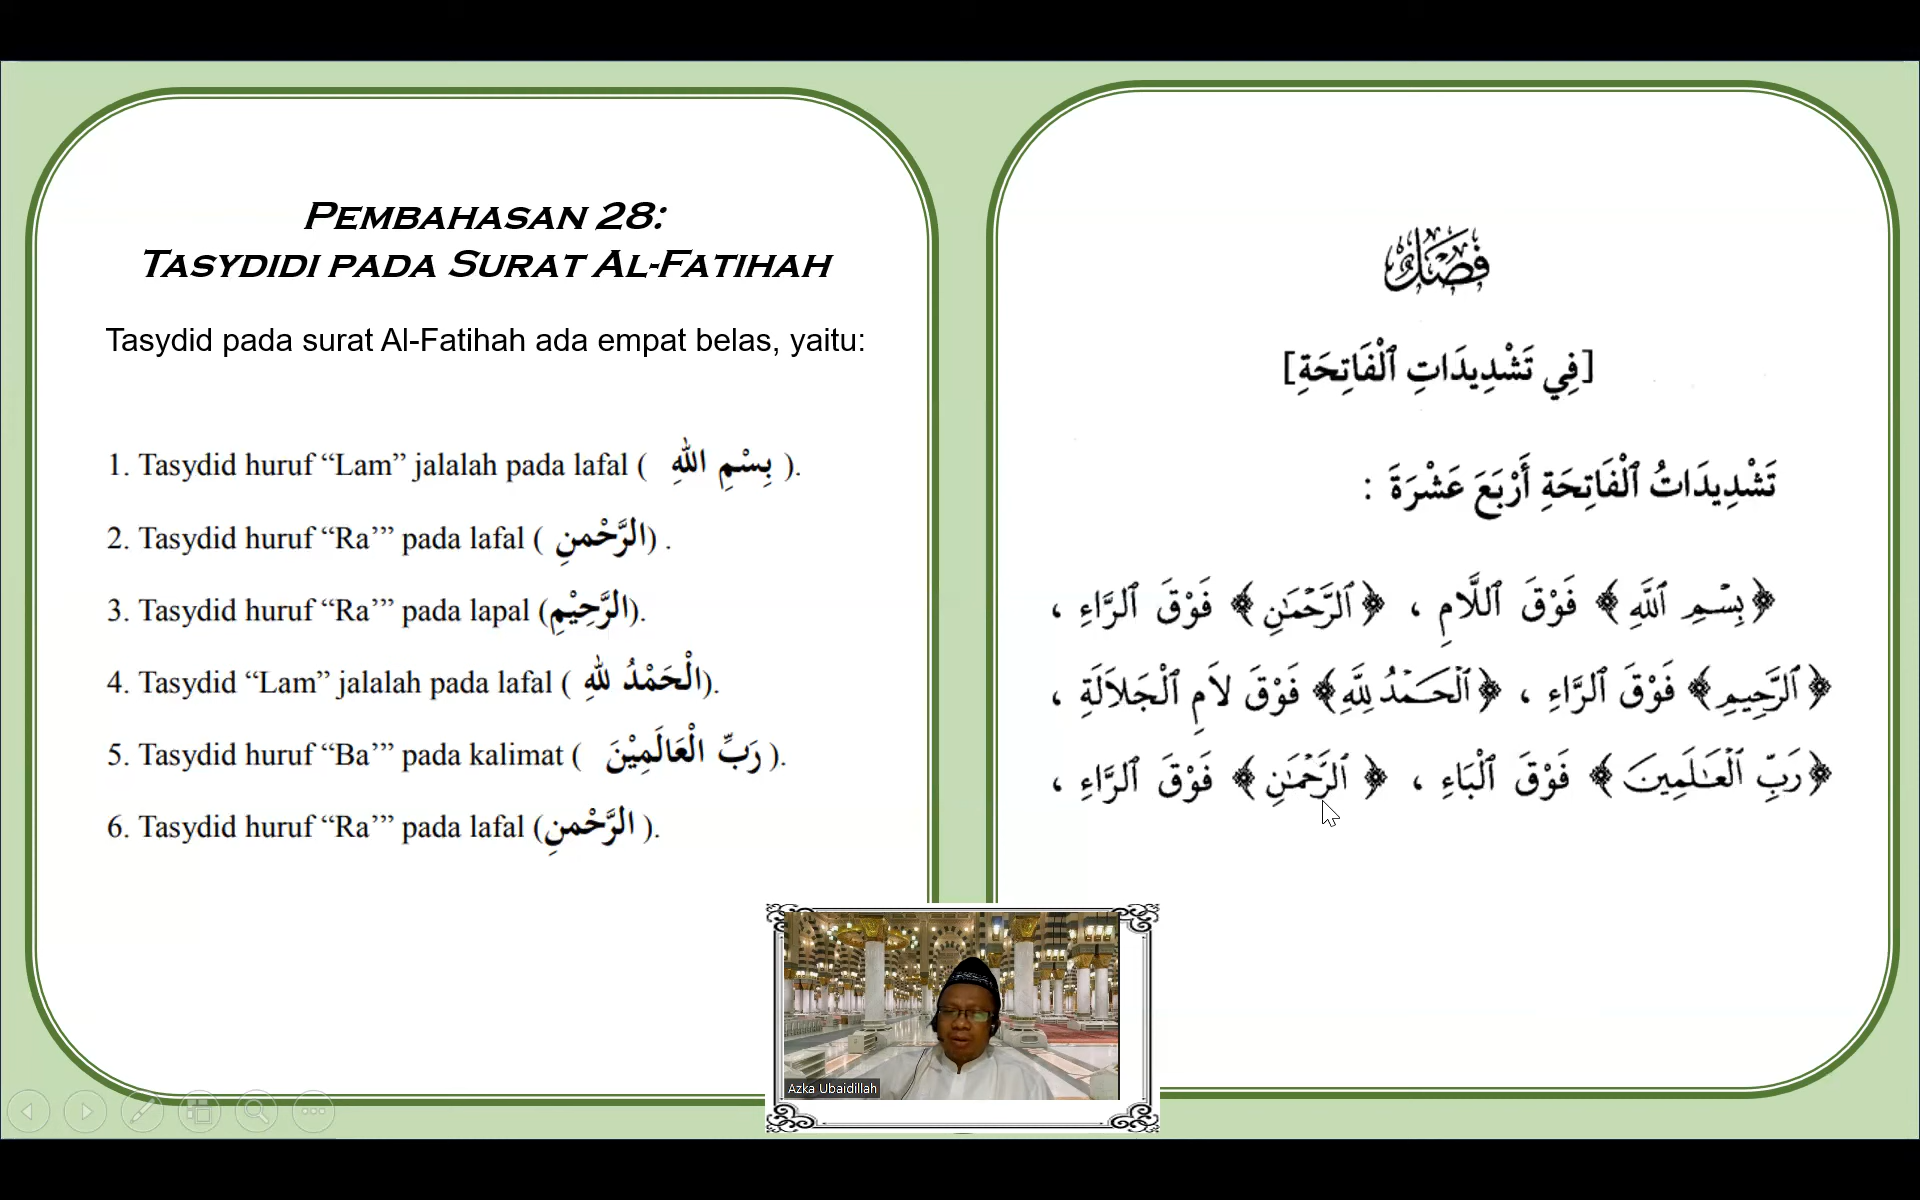 PEMBAHASAN 28:
TASYDIDI PADA SURAT AL-FATIHAH
Tasydid pada surat Al-Fatihah ada empat belas, yaitu:
1. Tasydid huruf “Lam” jalalah pada lafal ( بِسْمِ اللهِ ).
2. Tasydid huruf “Ra’” pada lafal ( الرَّحْمنِ) .
3. Tasydid huruf “Ra’” pada lapal (الرَّحِيْمِ).
4. Tasydid “Lam” jalalah pada lafal ( الْحَمْدُ للهِ).
5. Tasydid huruf “Ba’” pada kalimat ( رَبِّ الْعَالَمِيْنَ ).
6. Tasydid huruf “Ra’” pada lafal (الرَّحْمنِ ).
فَصْلٌ
[فِي تَشْدِيدَاتِ ٱلْفَاتِحَةِ]
تَشْدِيدَاتُ ٱلْفَاتِحَةِ أَرْبَعَ عَشْرَةَ :
﴿بِسْمِ ٱللَّهِ﴾ فَوْقَ ٱللَّامِ ، ﴿ٱلرَّحْمَٰنِ﴾ فَوْقَ ٱلرَّاءِ ،
﴿ٱلرَّحِيمِ﴾ فَوْقَ ٱلرَّاءِ ، ﴿ٱلْحَمْدُ لِلَّهِ﴾ فَوْقَ لَامِ ٱلْجَلَالَةِ ،
﴿رَبِّ ٱلْعَٰلَمِينَ﴾ فَوْقَ ٱلْبَاءِ ، ﴿ٱلرَّحْمَٰنِ﴾ فَوْقَ ٱلرَّاءِ ،
Azka Ubaidillah